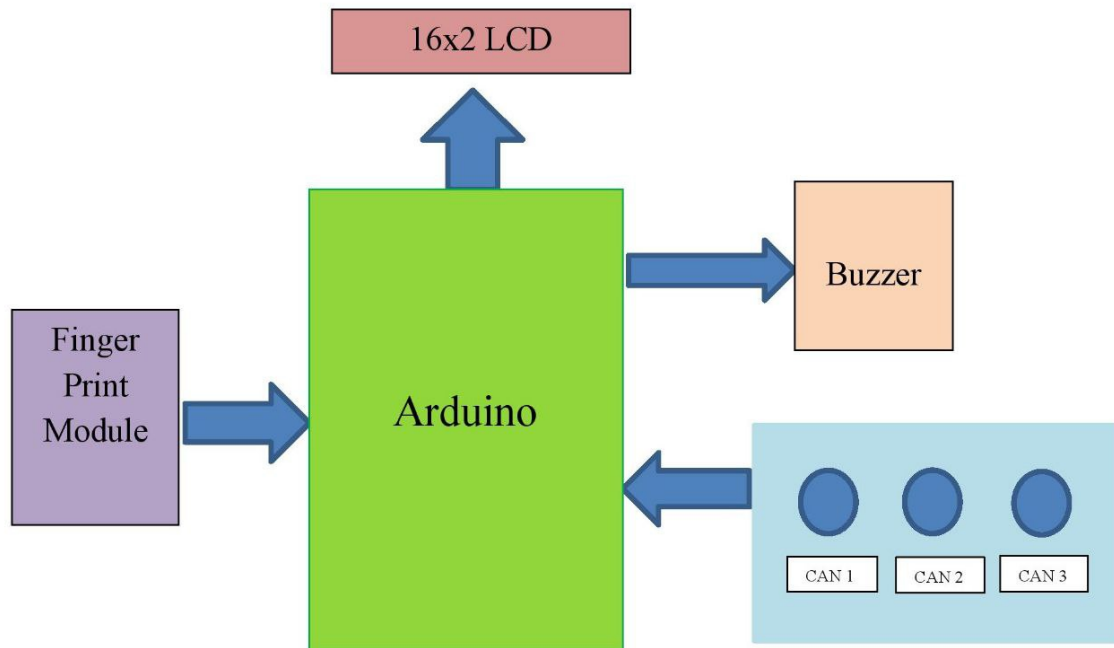 16x2 LCD
Buzzer
Finger
Print
Module
Arduino
CAN 1
CAN 2
CAN 3